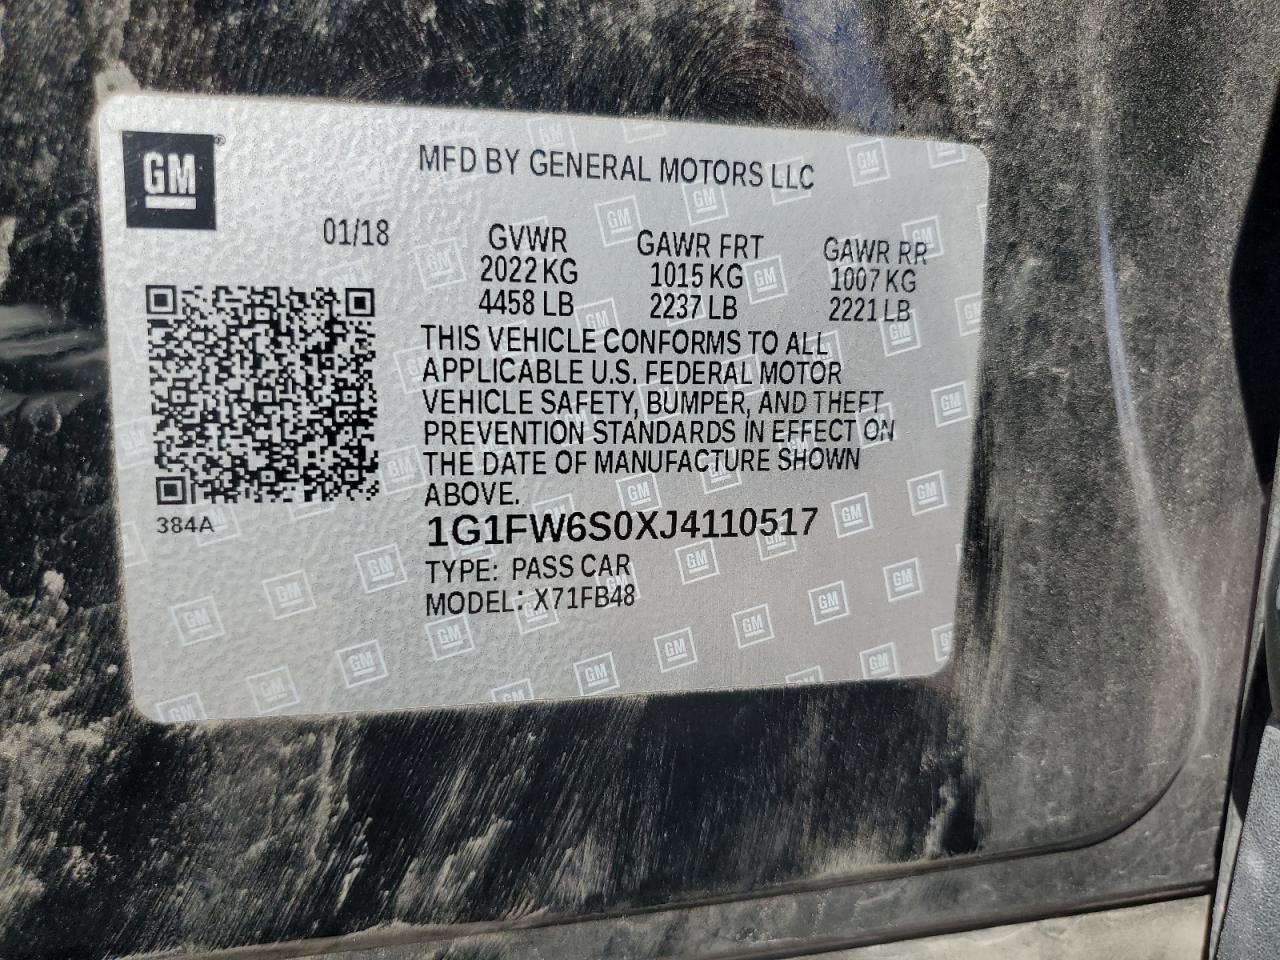 GM
MFD BY GENERAL MOTORS LLC
01/18
GVWR
2022 KG
4458 LB
GAWR FRT
1015 KG
2237 LB
GAWR RR
1007 KG
2221 LB
THIS VEHICLE CONFORMS TO ALL
APPLICABLE U.S. FEDERAL MOTOR
VEHICLE SAFETY, BUMPER, AND THEFT
PREVENTION STANDARDS IN EFFECT ON
THE DATE OF MANUFACTURE SHOWN
ABOVE.
384A
1G1FW6S0XJ4110517
TYPE: PASS CAR
MODEL: X71FB48